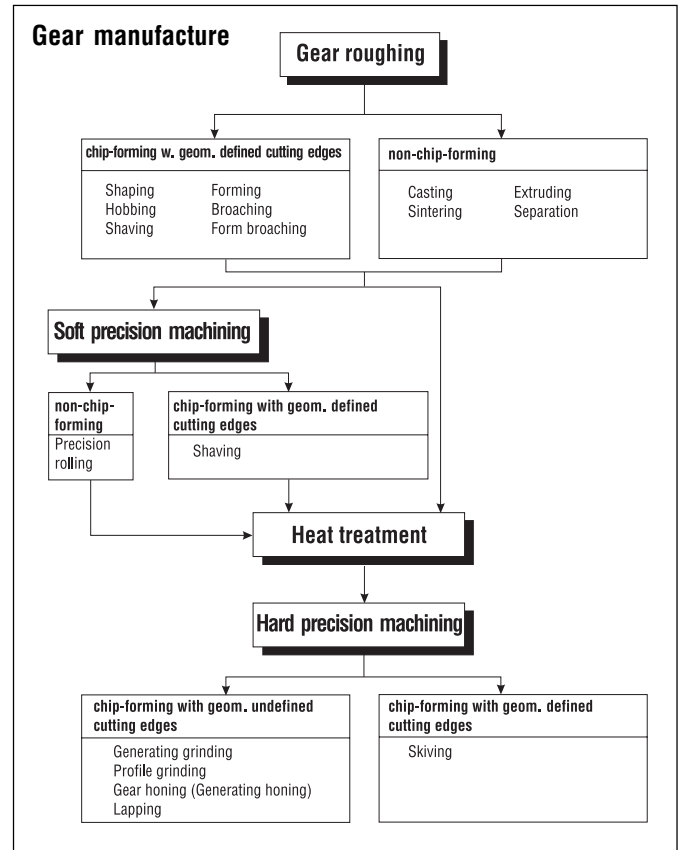 Gear manufacture
Gear roughing
chip-forming w. geom. defined cutting edges
Shaping
Hobbing
Shaving
Forming
Broaching
Form broaching
non-chip-forming
Casting
Sintering
Extruding
Separation
Soft precision machining
non-chip-
forming
Precision
rolling
chip-forming with geom. defined
cutting edges
Shaving
Heat treatment
Hard precision machining
chip-forming with geom. undefined
cutting edges
Generating grinding
Profile grinding
Gear honing (Generating honing)
Lapping
chip-forming with geom. defined
cutting edges
Skiving